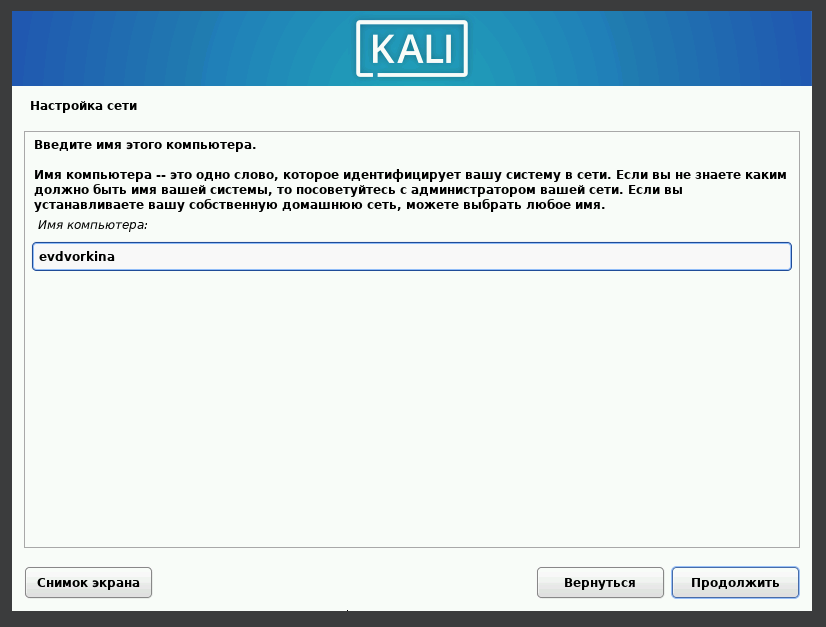 KALI
Настройка сети
Введите имя этого компьютера.
Имя компьютера -- это одно слово, которое идентифицирует вашу систему в сети. Если вы не знаете каким
должно быть имя вашей системы, то посоветуйтесь с администратором вашей сети. Если вы
устанавливаете вашу собственную домашнюю сеть, можете выбрать любое имя.
Имя компьютера:
evdvorkina
Снимок экрана
Вернуться
Продолжить